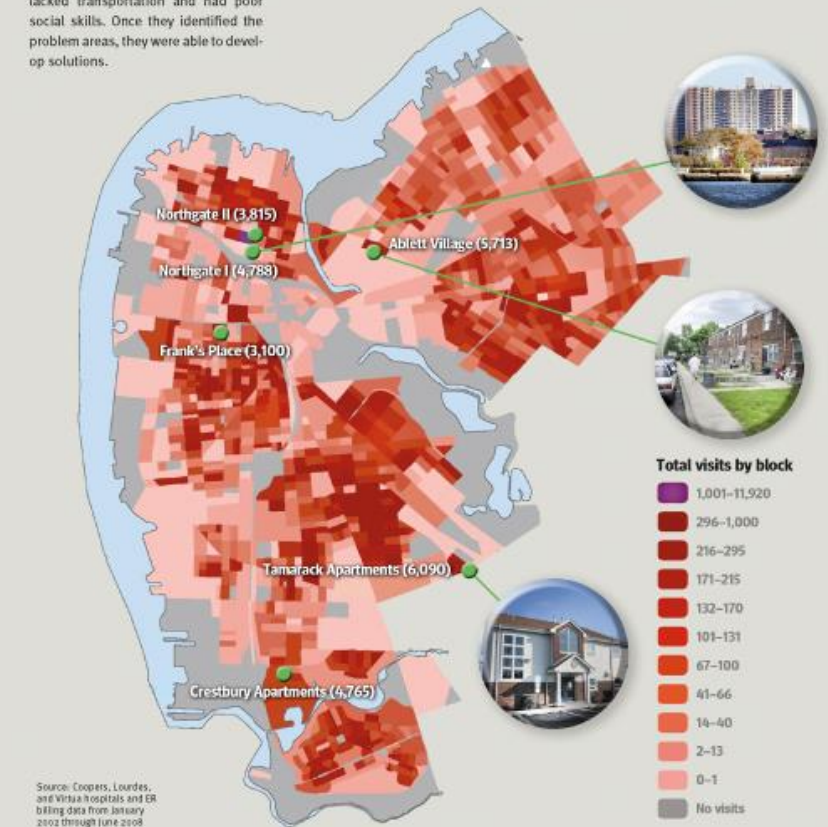 lacked transportation and had poor
social skills. Once they identified the
problem areas, they were able to devel-
op solutions.
Northgate II (3,815)
Ablett Village (5,713)
Northgate I (4,788)
Frank's Place (3,100)
Total visits by block
1,001–11,920
296–1,000
216–295
171–215
132–170
101–131
67–100
41–66
14–40
2–13
0–1
No visits
Tamarack Apartments (6,090)
Crestbury Apartments (4,765)
Source: Coopers, Lourdes,
and Virtua hospitals and ER
billing data from January
2002 through June 2008